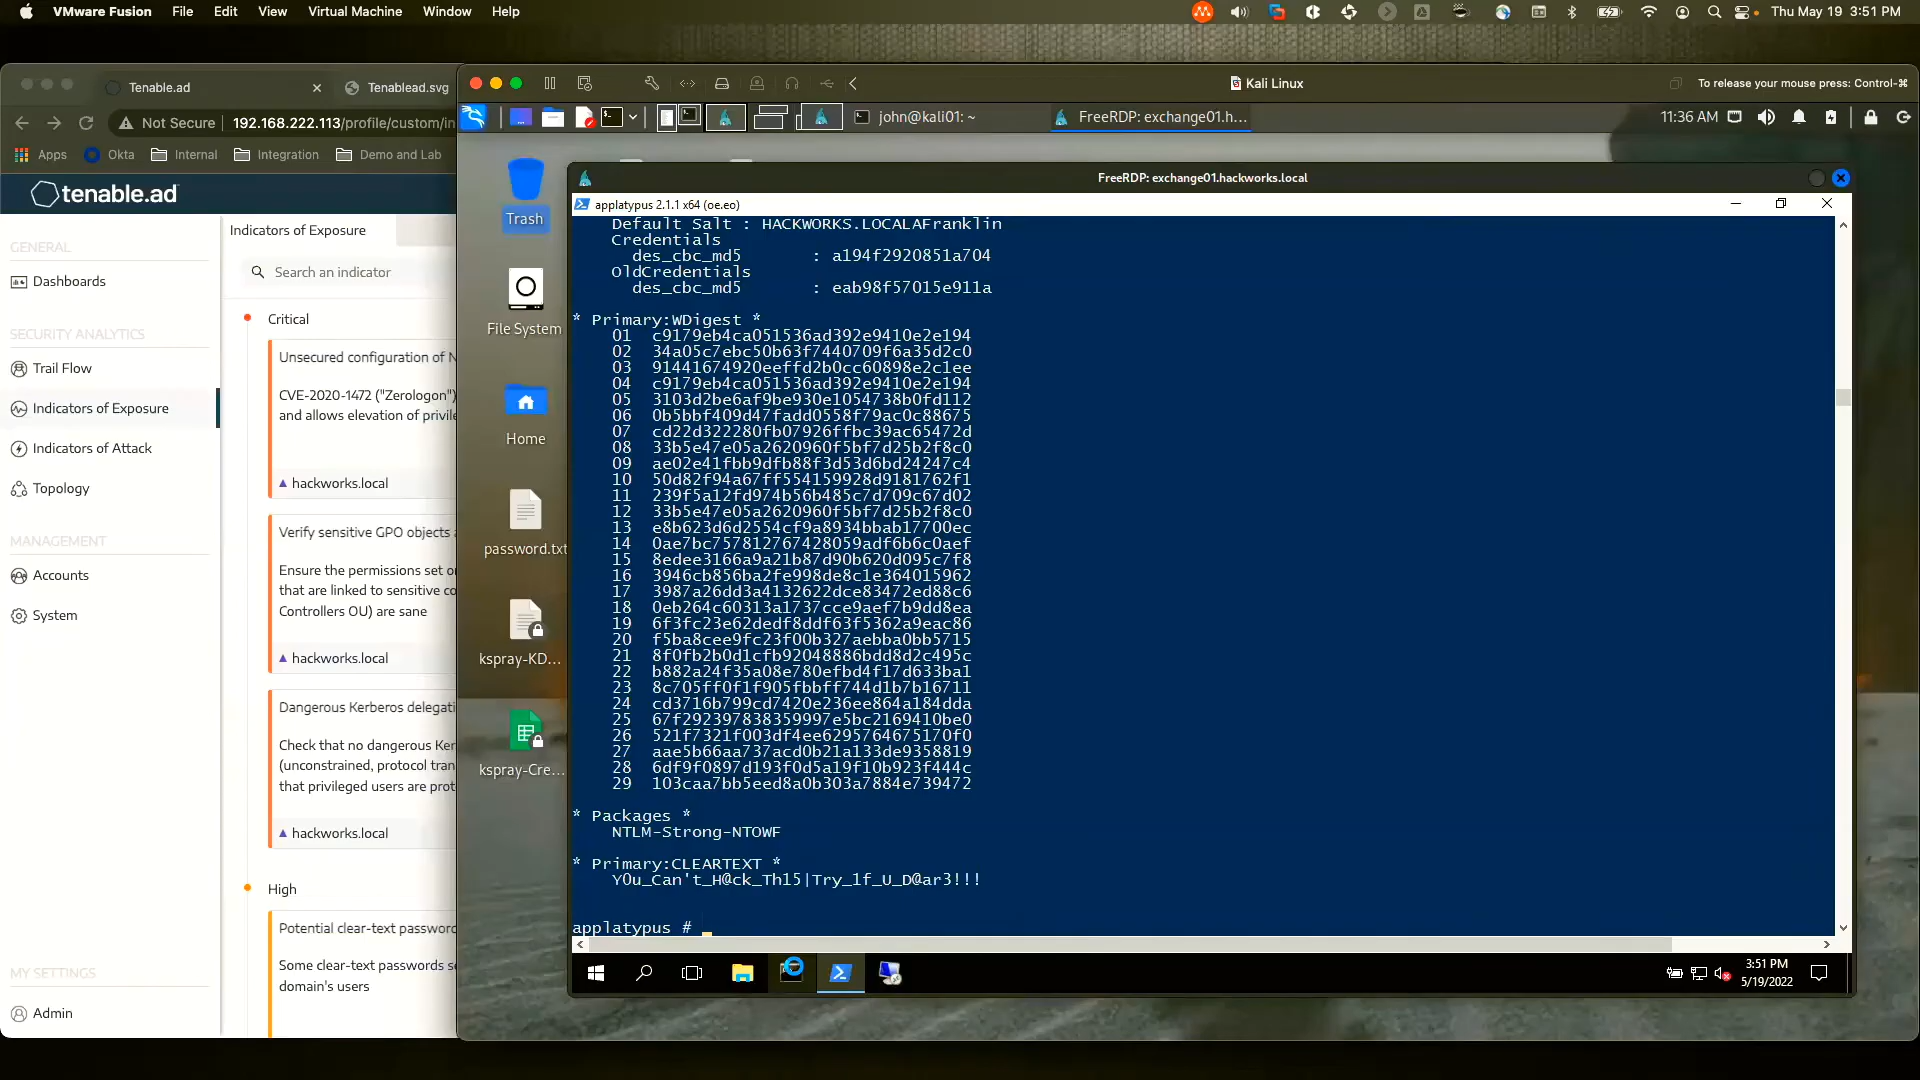 VMware Fusion File Edit View Virtual Machine Window Help Thu May 19 3:51 PM
Tenable.ad Tenablead.svg
Not Secure 192.168.222.113/profile/custom/in
Apps Okta Internal Integration Demo and Lab
tenable.ad
GENERAL
Dashboards
SECURITY ANALYTICS
Trail Flow
Indicators of Exposure
Indicators of Attack
Topology
MANAGEMENT
Accounts
System
MY SETTINGS
Admin
Indicators of Exposure
Search an indicator
Critical
Unsecured configuration of N
CVE-2020-1472 ("Zerologon")
and allows elevation of privile
hackworks.local
Verify sensitive GPO objects a
Ensure the permissions set or
that are linked to sensitive co
Controllers OU) are sane
hackworks.local
Dangerous Kerberos delegati
Check that no dangerous Ker
(unconstrained, protocol tran
that privileged users are prot
hackworks.local
High
Potential clear-text passworc
Some clear-text passwords se
domain's users
Kali Linux
To release your mouse press: Control-⌘
john@kali01: ~
FreeRDP: exchange01.h...
11:36 AM
Trash
File System
Home
password.txt
kspray-KD...
kspray-Cre...
FreeRDP: exchange01.hackworks.local
applatypus 2.1.1 x64 (oe.eo)
Default Salt : HACKWORKS.LOCALAFranklin
Credentials
des_cbc_md5 : a194f2920851a704
OldCredentials
des_cbc_md5 : eab98f57015e911a
* Primary:WDigest *
01 c9179eb4ca051536ad392e9410e2e194
02 34a05c7ebc50b63f7440709f6a35d2c0
03 91441674920eeffd2b0cc60898e2c1ee
04 c9179eb4ca051536ad392e9410e2e194
05 3103d2be6af9be930e1054738b0fd112
06 0b5bbf409d47fadd0558f79ac0c88675
07 cd22d322280fb07926ffbc39ac65472d
08 33b5e47e05a2620960f5bf7d25b2f8c0
09 ae02e41fbb9dfb88f3d53d6bd24247c4
10 50d82f94a67ff554159928d9181762f1
11 239f5a12fd974b56b485c7d709c67d02
12 33b5e47e05a2620960f5bf7d25b2f8c0
13 e8b623d6d2554cf9a8934bbab17700ec
14 0ae7bc757812767428059adf6b6c0aef
15 8edee3166a9a21b87d90b620d095c7f8
16 3946cb856ba2fe998de8c1e364015962
17 3987a26dd3a4132622dce83472ed88c6
18 0eb264c60313a1737cce9aef7b9dd8ea
19 6f3fc23e62dedf8ddf63f5362a9eac86
20 f5ba8cee9fc23f00b327aebba0bb5715
21 8f0fb2b0d1cfb92048886bdd8d2c495c
22 b882a24f35a08e780efbd4f17d633ba1
23 8c705ff0f1f905fbbff744d1b7b16711
24 cd3716b799cd7420e236ee864a184dda
25 67f292397838359997e5bc2169410be0
26 521f7321f003df4ee6295764675170f0
27 aae5b66aa737acd0b21a133de9358819
28 6df9f0897d193f0d5a19f10b923f444c
29 103caa7bb5eed8a0b303a7884e739472
* Packages *
NTLM-Strong-NTOWF
* Primary:CLEARTEXT *
Y0u_Can't_H@ck_Th15|Try_1f_U_D@ar3!!!
applatypus #
3:51 PM
5/19/2022